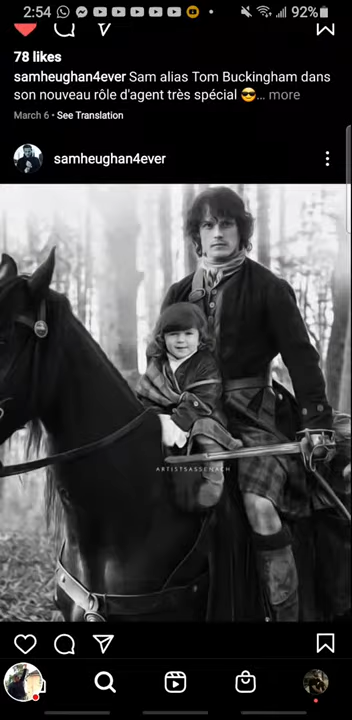 2:54
92%
78 likes
samheughan4ever Sam alias Tom Buckingham dans
son nouveau rôle d'agent très spécial 😎... more
March 6 • See Translation
samheughan4ever
ARTISTSASSENACH